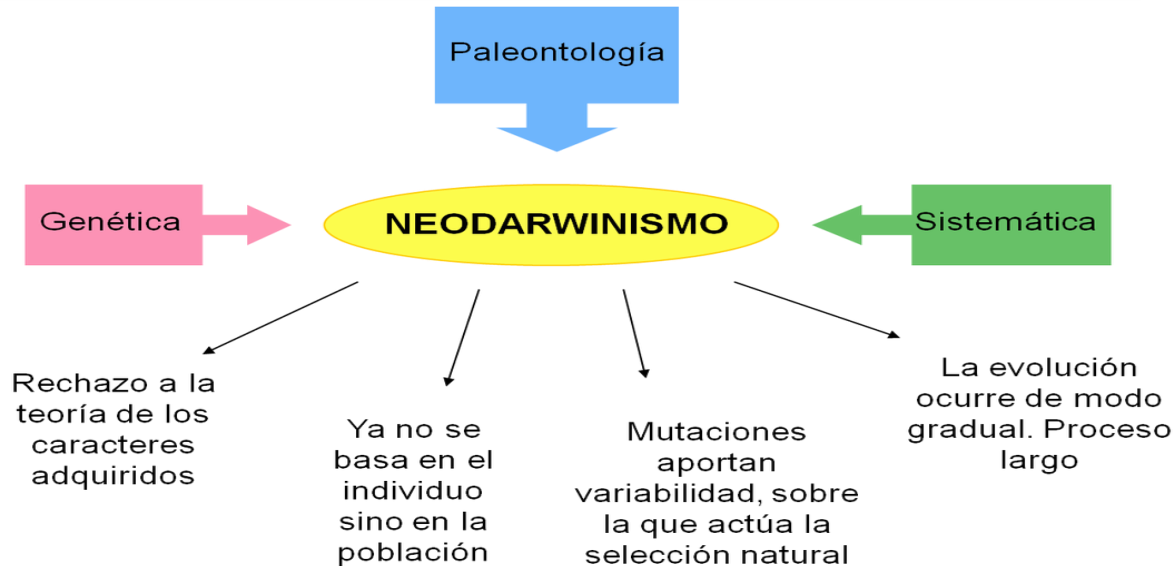 Paleontología
Genética
NEODARWINISMO
Sistemática
Rechazo a la
teoría de los
caracteres
adquiridos
Ya no se
basa en el
individuo
sino en la
población
Mutaciones
aportan
variabilidad, sobre
la que actúa la
selección natural
La evolución
ocurre de modo
gradual. Proceso
largo